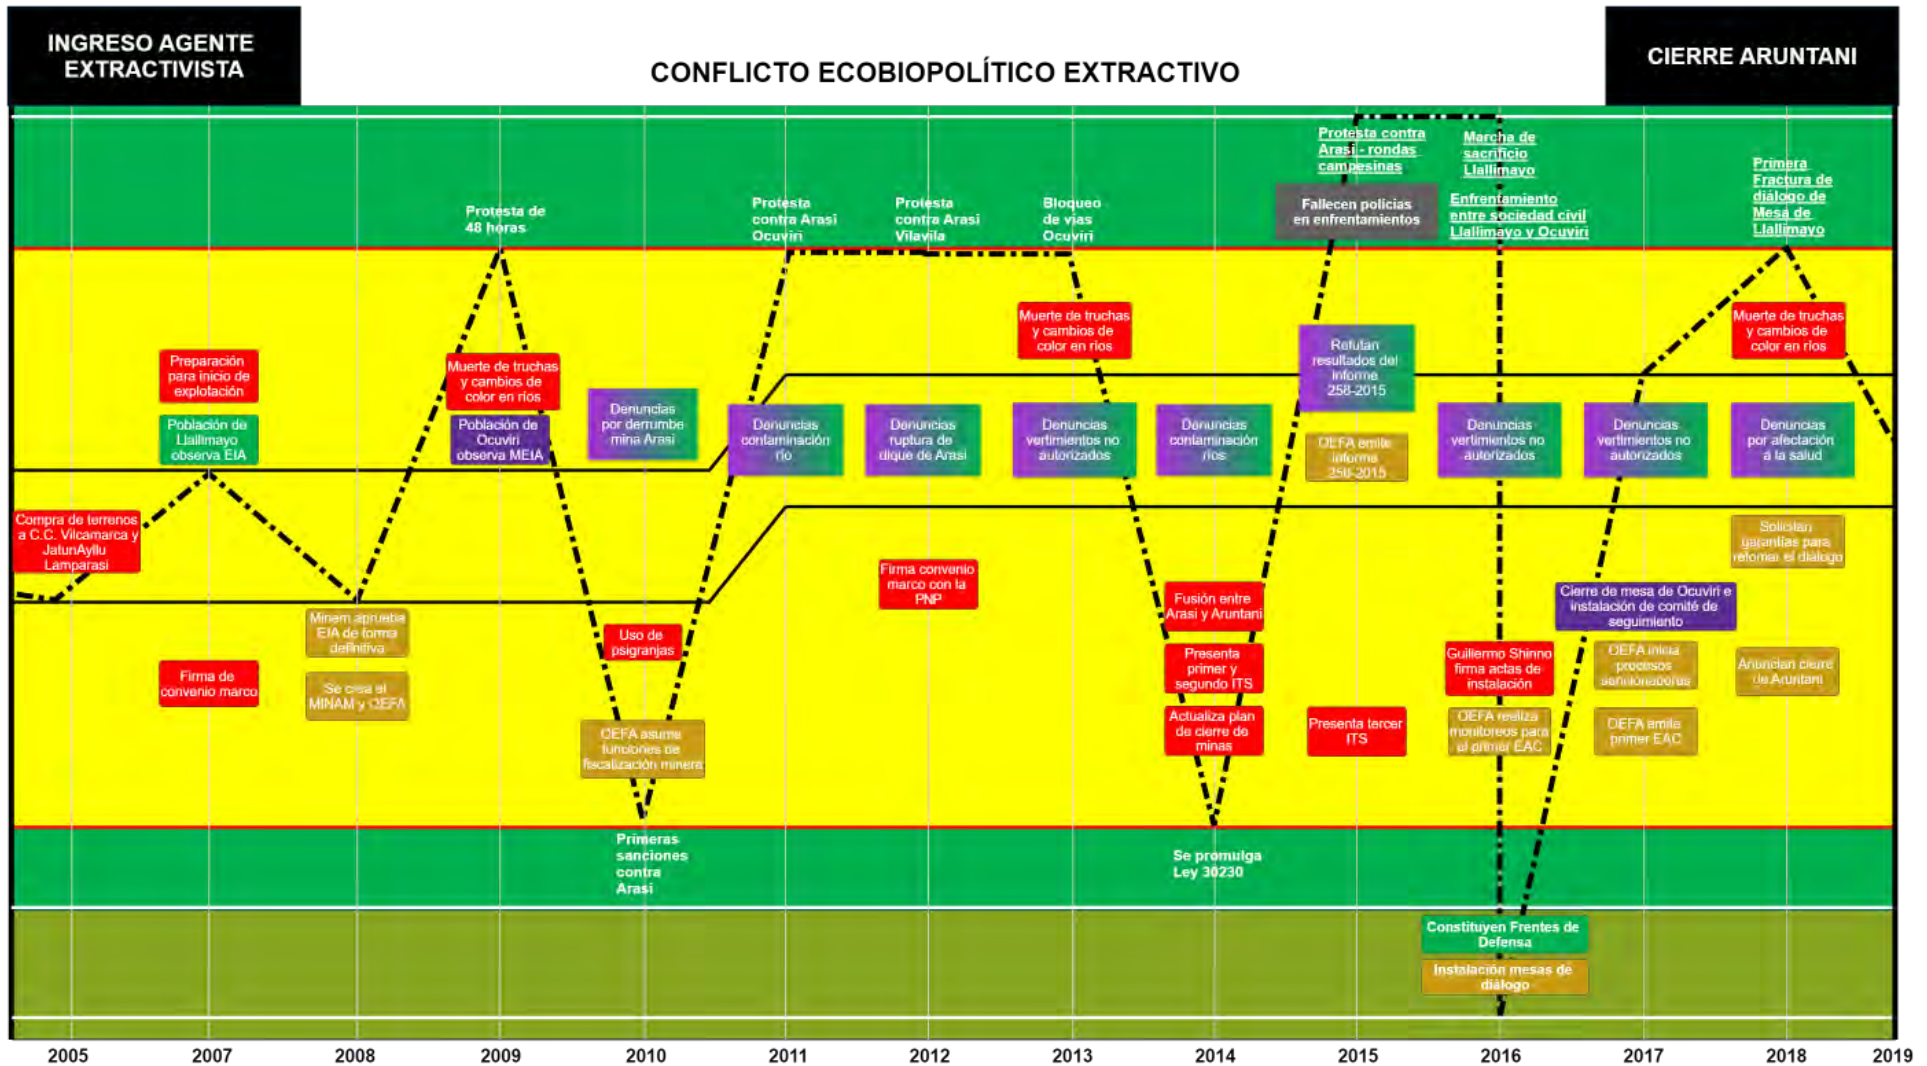 INGRESO AGENTE
EXTRACTIVISTA
CONFLICTO ECOBIOPOLÍTICO EXTRACTIVO
CIERRE ARUNTANI
Compra de terrenos
a C.C. Vilcamarca y
JatunAyllu
Lamparasi
Preparación
para inicio de
explotación
Población de
Llallimayo
observa EIA
Firma de
convenio marco
Minam aprueba
EIA de forma
definitiva
Se crea el
MINAM y OEFA
Protesta de
48 horas
Muerte de truchas
y cambios de
color en ríos
Población de
Ocuviri
observa MEIA
Denuncias
por derrumbe
mina Arasi
Uso de
psigranjas
OEFA asume
funciones de
fiscalización minera
Primeras
sanciones
contra
Arasi
Protesta
contra Arasi
Ocuviri
Denuncias
contaminación
río
Protesta
contra Arasi
Vilavila
Denuncias
ruptura de
dique de Arasi
Firma convenio
marco con la
PNP
Bloqueo
de vías
Ocuviri
Muerte de truchas
y cambios de
color en ríos
Denuncias
vertimientos no
autorizados
Denuncias
contaminación
ríos
Fusión entre
Arasi y Aruntani
Presenta
primer y
segundo ITS
Actualiza plan
de cierre de
minas
Se promulga
Ley 30230
Protesta contra
Arasi - rondas
campesinas
Fallecen policías
en enfrentamientos
Refutan
resultados del
informe
258-2015
OEFA emite
informe
258-2015
Presenta tercer
ITS
Marcha de
sacrificio
Llallimayo
Enfrentamiento
entre sociedad civil
Llallimayo y Ocuviri
Denuncias
vertimientos no
autorizados
Guillermo Shinno
firma actas de
instalación
OEFA realiza
monitoreos para
el primer EAC
Constituyen Frentes de
Defensa
Instalación mesas de
diálogo
Denuncias
vertimientos no
autorizados
Cierre de mesa de Ocuviri e
instalación de comité de
seguimiento
OEFA inicia
procesos
sancionadoras
OEFA emite
primer EAC
Primera
Fractura de
diálogo de
Mesa de
Llallimayo
Muerte de truchas
y cambios de
color en ríos
Denuncias
por afectación
a la salud
Solicitan
garantías para
retomar el diálogo
Anuncian cierre
de Aruntani
2005
2007
2008
2009
2010
2011
2012
2013
2014
2015
2016
2017
2018
2019